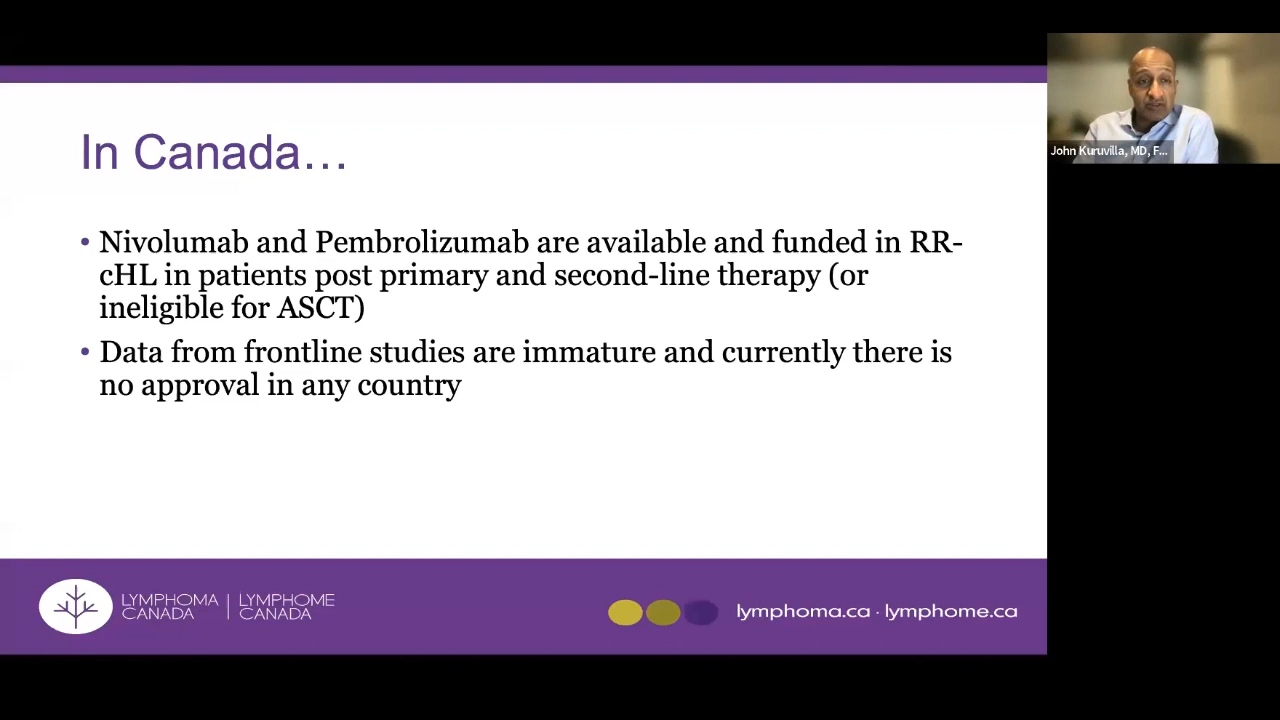 In Canada…
• Nivolumab and Pembrolizumab are available and funded in RR-
cHL in patients post primary and second-line therapy (or
ineligible for ASCT)
• Data from frontline studies are immature and currently there is
no approval in any country
John Kuruvilla, MD, F...
LYMPHOMA | LYMPHOME
CANADA | CANADA
lymphoma.ca · lymphome.ca